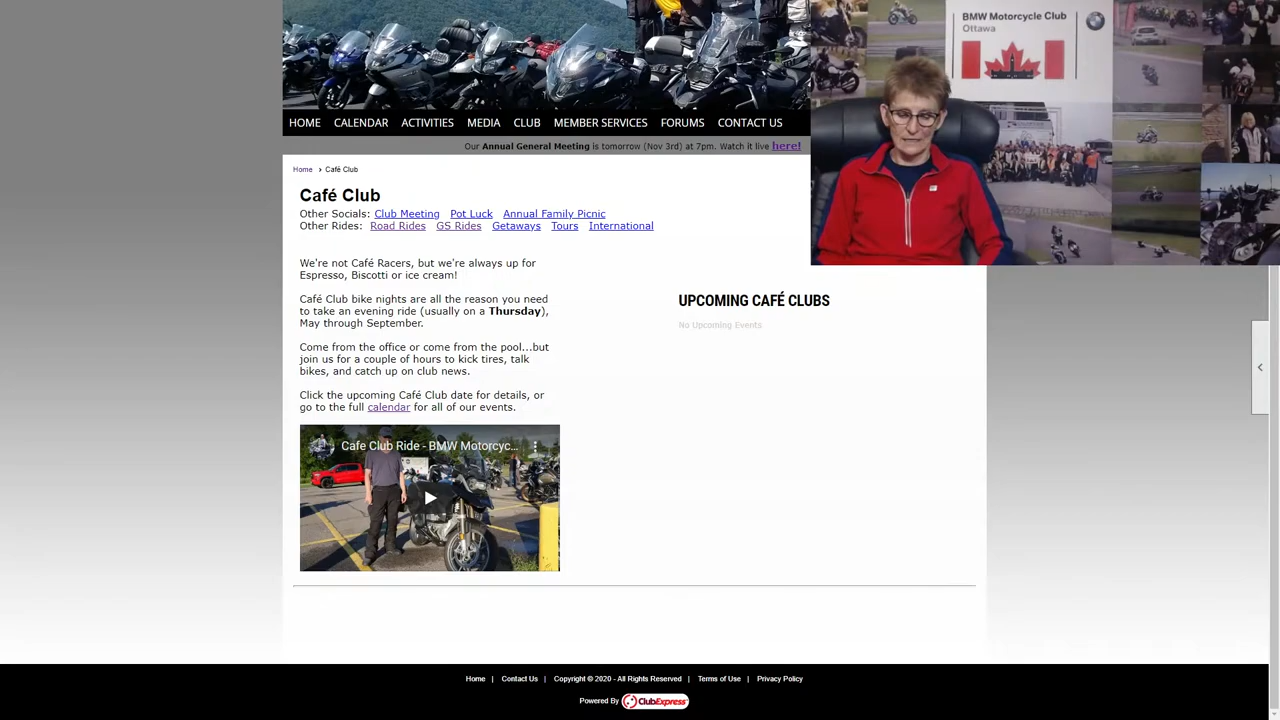 BMW Motorcycle Club
Ottawa
HOME CALENDAR ACTIVITIES MEDIA CLUB MEMBER SERVICES FORUMS CONTACT US
Our Annual General Meeting is tomorrow (Nov 3rd) at 7pm. Watch it live here!
Home > Café Club
Café Club
Other Socials: Club Meeting Pot Luck Annual Family Picnic
Other Rides: Road Rides GS Rides Getaways Tours International
We're not Café Racers, but we're always up for
Espresso, Biscotti or ice cream!
Café Club bike nights are all the reason you need
to take an evening ride (usually on a Thursday),
May through September.
Come from the office or come from the pool...but
join us for a couple of hours to kick tires, talk
bikes, and catch up on club news.
Click the upcoming Café Club date for details, or
go to the full calendar for all of our events.
Cafe Club Ride - BMW Motorcyc...
UPCOMING CAFÉ CLUBS
No Upcoming Events
Home | Contact Us | Copyright © 2020 - All Rights Reserved | Terms of Use | Privacy Policy
Powered By ClubExpress